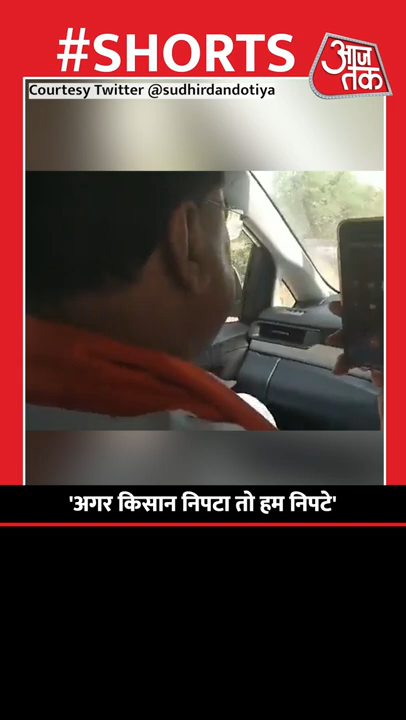 #SHORTS
आज
तक
Courtesy Twitter @sudhirdandotiya
'अगर किसान निपटा तो हम निपटे'